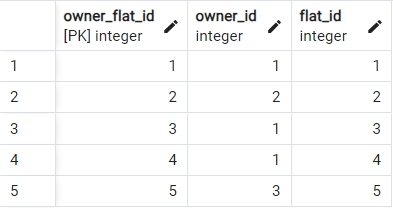 owner_flat_id owner_id flat_id
[PK] integer integer integer
1 1 1 1
2 2 2 2
3 3 1 3
4 4 1 4
5 5 3 5